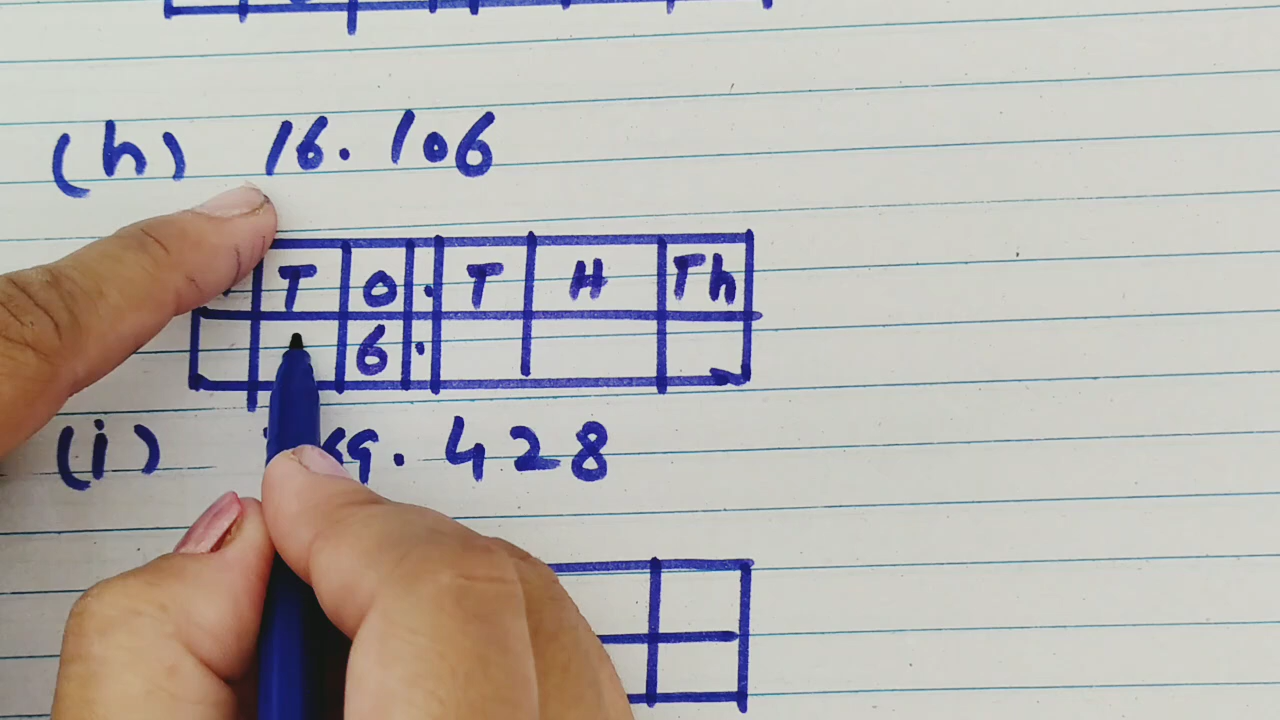 (h) 16.106
T O . T H Th
6 .
(i) 9. 428